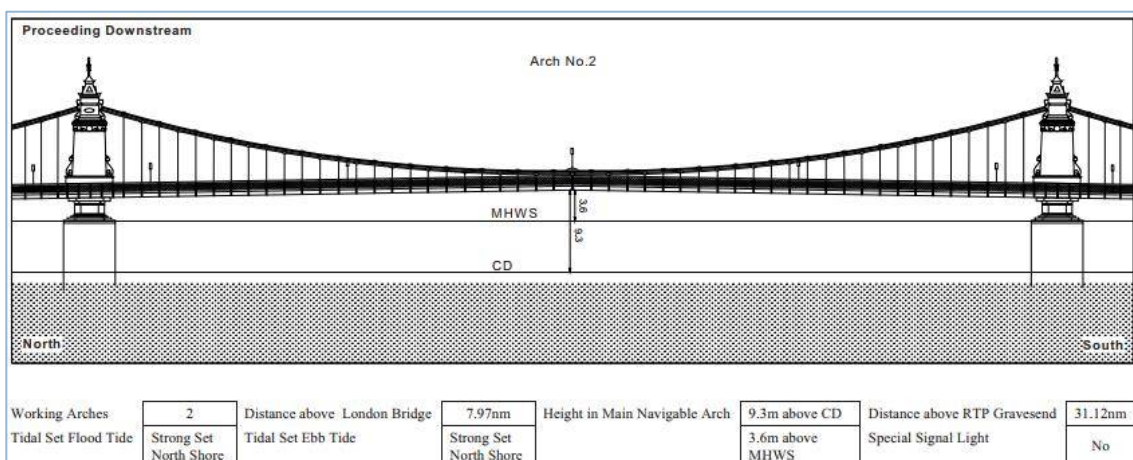 Proceeding Downstream
Arch No.2
3.6
MHWS
9.3
CD
North
South:
Working Arches 2 Distance above London Bridge 7.97nm Height in Main Navigable Arch 9.3m above CD Distance above RTP Gravesend 31.12nm
Tidal Set Flood Tide Strong Set North Shore Tidal Set Ebb Tide Strong Set North Shore 3.6m above MHWS Special Signal Light No